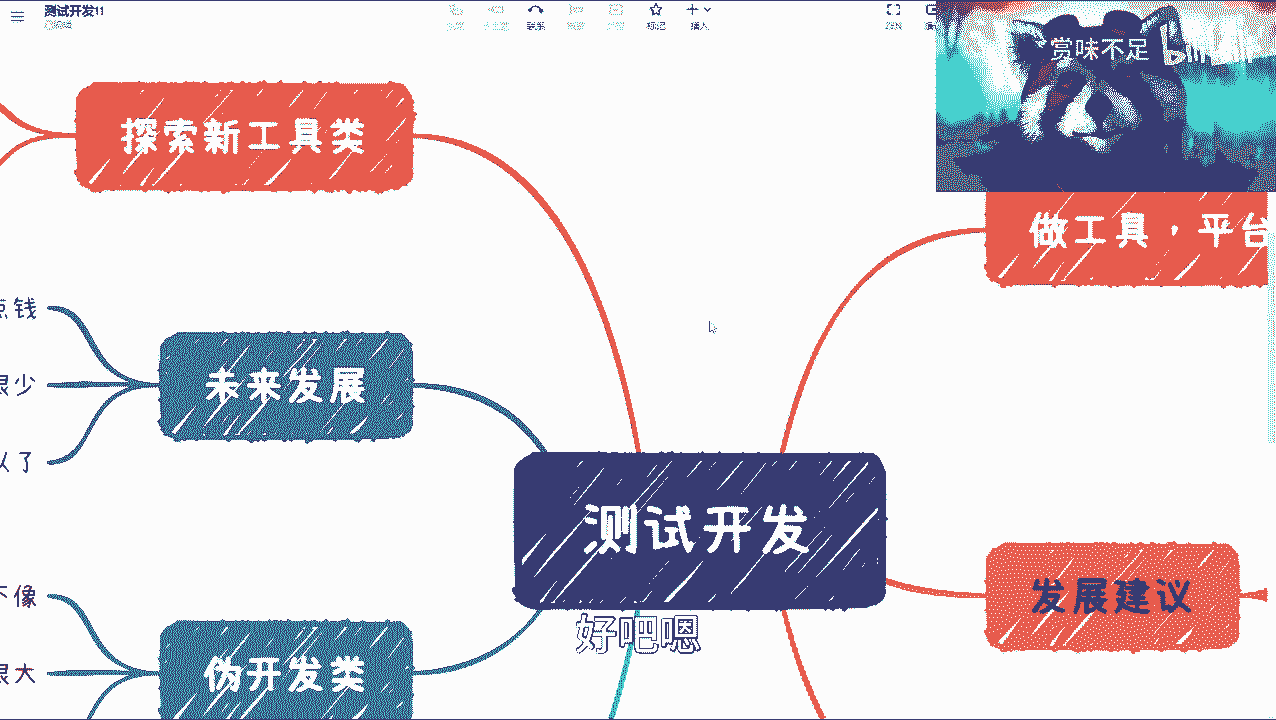 测试开发11
联系
标记
插入
赏味不足
bilibili
探索新工具类
做工具，平台
钱
未来发展
少
以了
测试开发
发展建议
不像
好吧嗯
伪开发类
很大